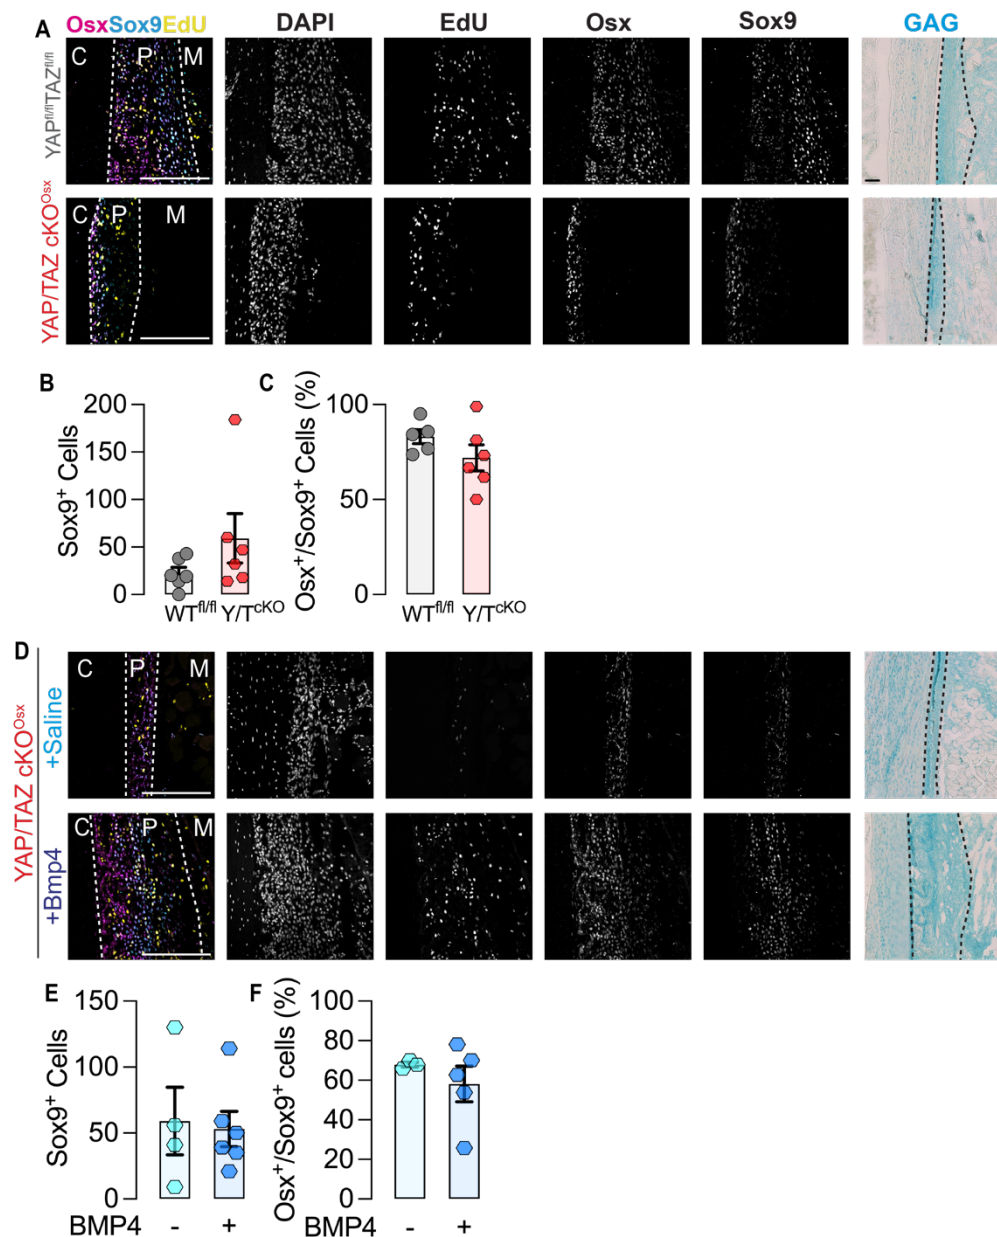 A
OsxSox9EdU
DAPI
EdU
Osx
Sox9
GAG
YAPfl/flTAZfl/fl
C P M
YAP/TAZ cKOOsx
C P M
B
Sox9+ Cells
200
150
100
50
0
WTfl/fl Y/TcKO
C
Osx+/Sox9+ Cells (%)
100
50
0
WTfl/fl Y/TcKO
D
YAP/TAZ cKOOsx
+Saline
C P M
+Bmp4
C P M
E
Sox9+ Cells
150
100
50
0
BMP4 - +
F
Osx+/Sox9+ cells (%)
100
80
60
40
20
0
BMP4 - +